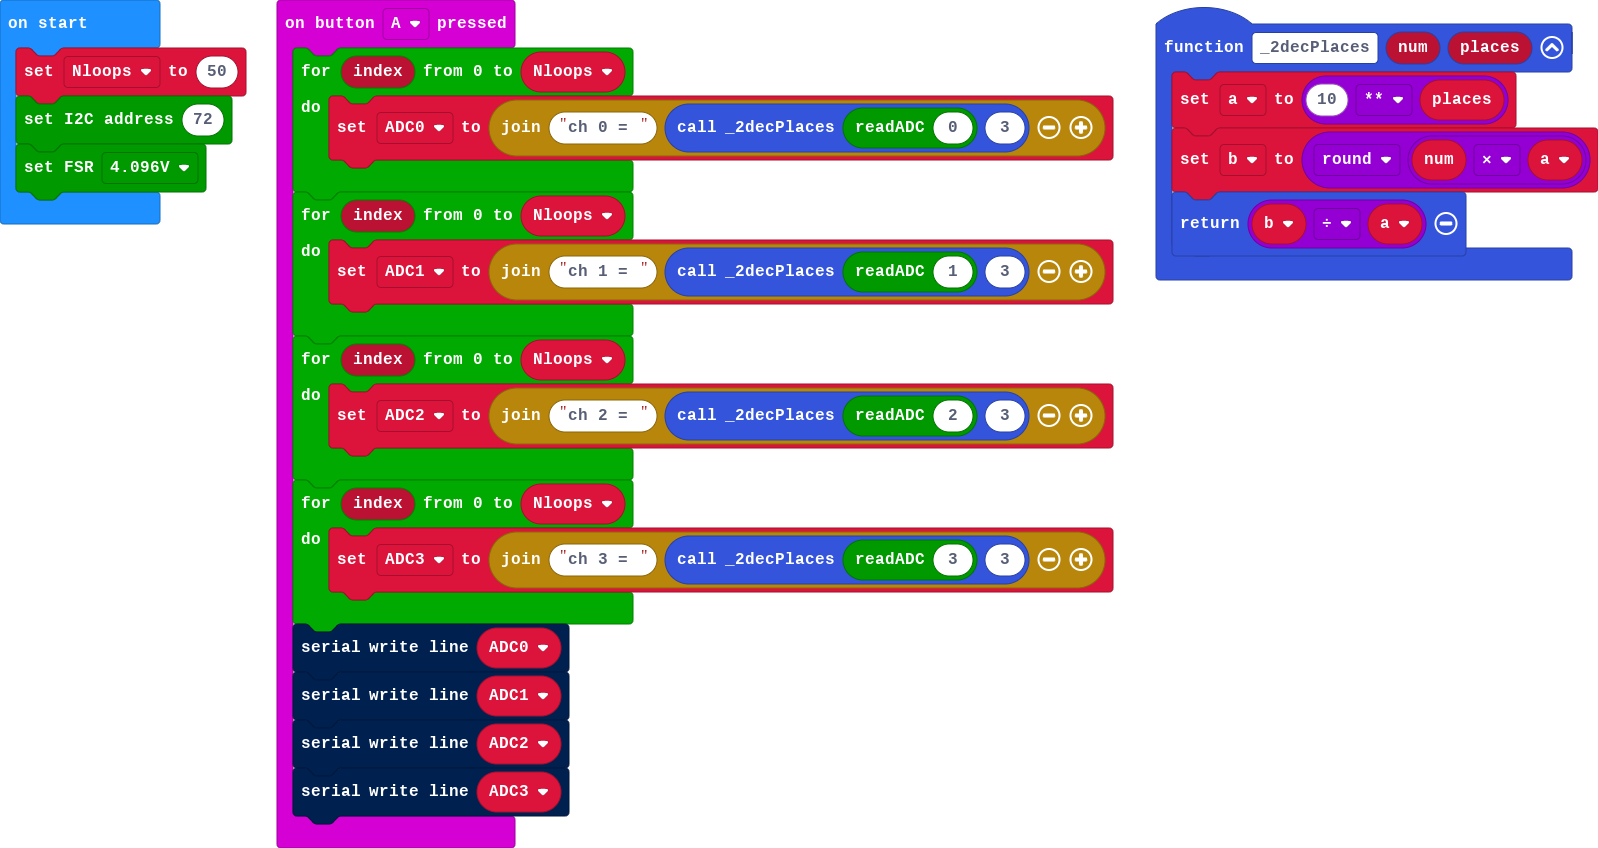 on start
set Nloops to 50
set I2C address 72
set FSR 4.096V
on button A pressed
for index from 0 to Nloops
do
set ADC0 to join "ch 0 = " call _2decPlaces readADC 0 3
for index from 0 to Nloops
do
set ADC1 to join "ch 1 = " call _2decPlaces readADC 1 3
for index from 0 to Nloops
do
set ADC2 to join "ch 2 = " call _2decPlaces readADC 2 3
for index from 0 to Nloops
do
set ADC3 to join "ch 3 = " call _2decPlaces readADC 3 3
serial write line ADC0
serial write line ADC1
serial write line ADC2
serial write line ADC3
function _2decPlaces num places
set a to 10 ** places
set b to round num × a
return b ÷ a